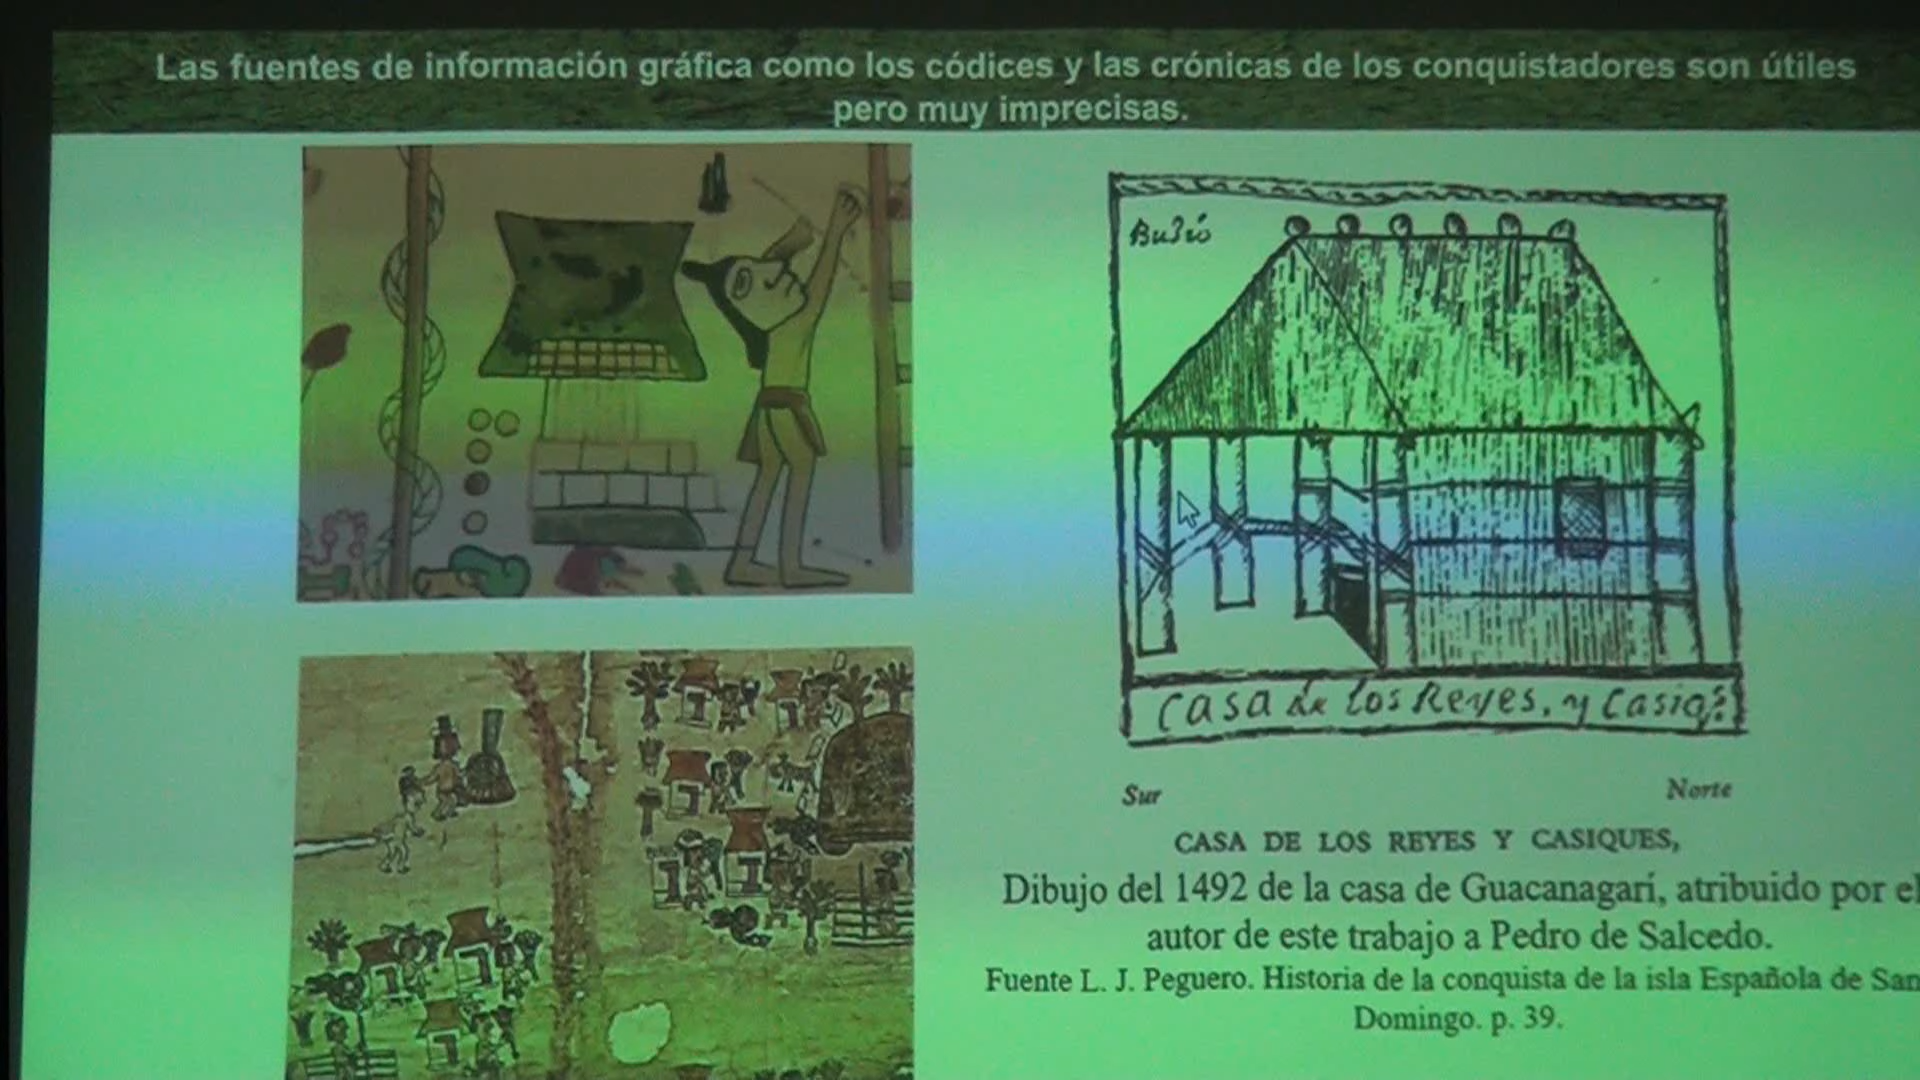 Las fuentes de información gráfica como los códices y las crónicas de los conquistadores son útiles
pero muy imprecisas.
Casa de los Reyes, y Casiq?
Sur Norte
CASA DE LOS REYES Y CASIQUES,
Dibujo del 1492 de la casa de Guacanagarí, atribuido por el
autor de este trabajo a Pedro de Salcedo.
Fuente L. J. Peguero. Historia de la conquista de la isla Española de San
Domingo. p. 39.